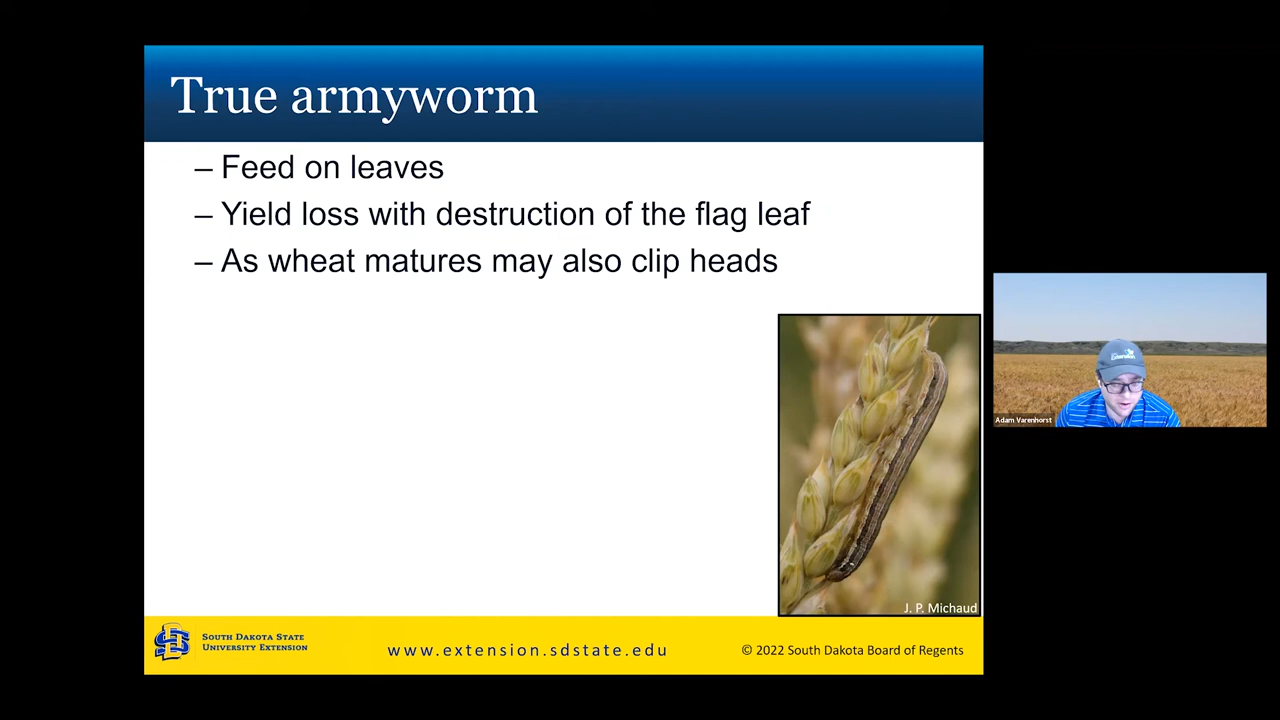 True armyworm
– Feed on leaves
– Yield loss with destruction of the flag leaf
– As wheat matures may also clip heads
J. P. Michaud
Adam Varenhorst
SOUTH DAKOTA STATE
UNIVERSITY EXTENSION
www.extension.sdstate.edu
© 2022 South Dakota Board of Regents